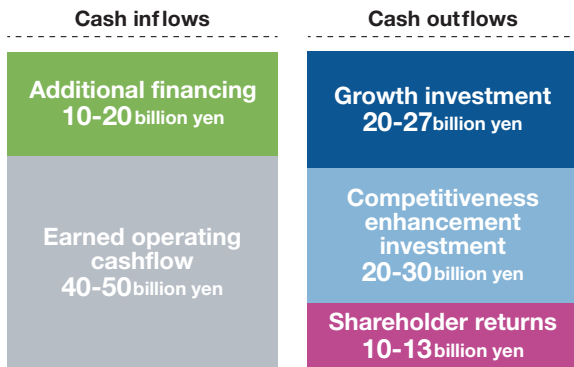 Cash inflows
Additional financing
10-20 billion yen
Earned operating
cashflow
40-50 billion yen
Cash outflows
Growth investment
20-27 billion yen
Competitiveness
enhancement
investment
20-30 billion yen
Shareholder returns
10-13 billion yen